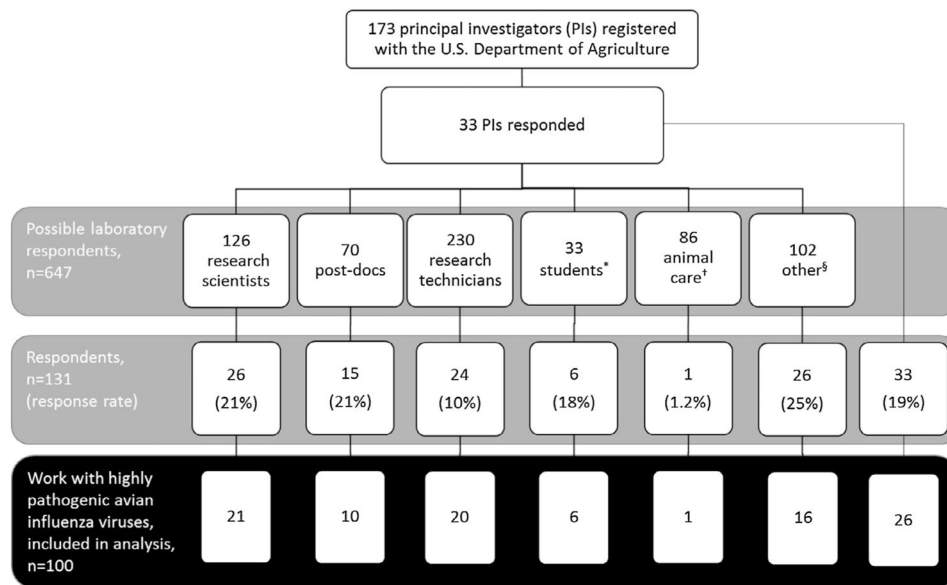 173 principal investigators (PIs) registered
with the U.S. Department of Agriculture
33 PIs responded
Possible laboratory
respondents,
n=647
126
research
scientists
70
post-docs
230
research
technicians
33
students*
86
animal
care†
102
other§
Respondents,
n=131
(response rate)
26
(21%)
15
(21%)
24
(10%)
6
(18%)
1
(1.2%)
26
(25%)
33
(19%)
Work with highly
pathogenic avian
influenza viruses,
included in analysis,
n=100
21
10
20
6
1
16
26